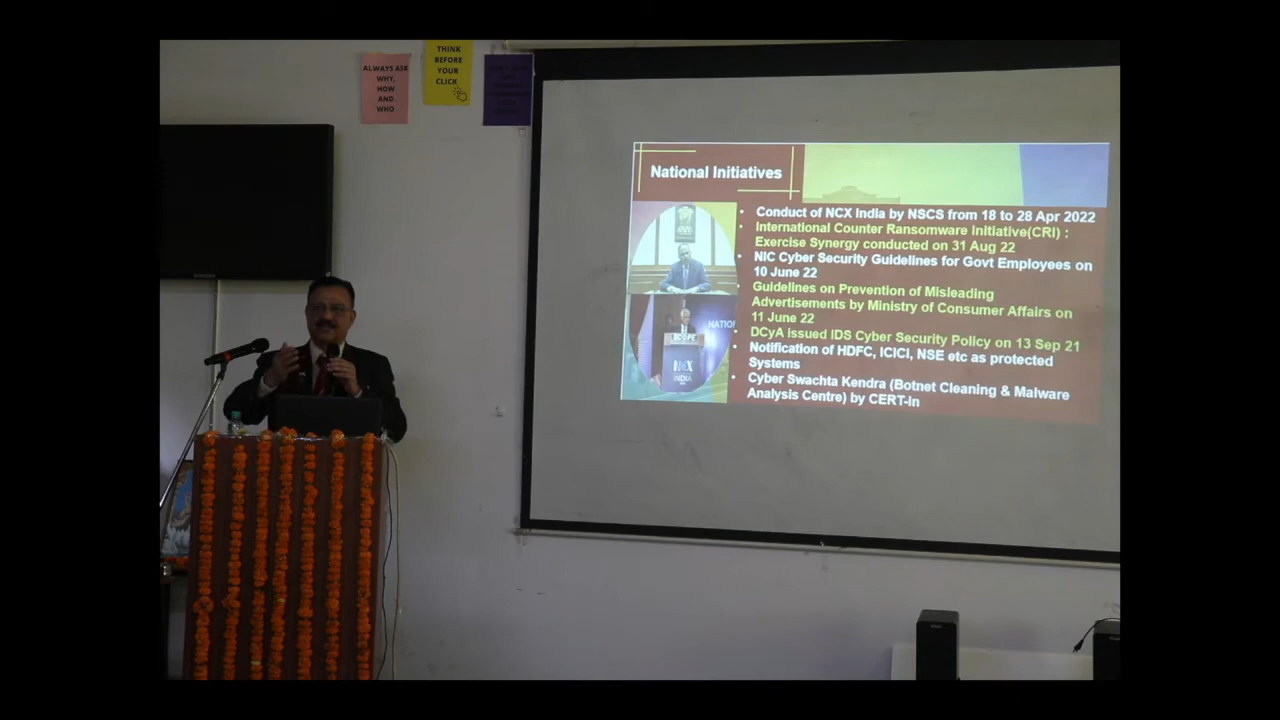 ALWAYS ASK
WHY,
HOW
AND
WHO
THINK
BEFORE
YOUR
CLICK
National Initiatives
• Conduct of NCX India by NSCS from 18 to 28 Apr 2022
• International Counter Ransomware Initiative(CRI) :
Exercise Synergy conducted on 31 Aug 22
• NIC Cyber Security Guidelines for Govt Employees on
10 June 22
• Guidelines on Prevention of Misleading
Advertisements by Ministry of Consumer Affairs on
11 June 22
• DCyA issued IDS Cyber Security Policy on 13 Sep 21
• Notification of HDFC, ICICI, NSE etc as protected
Systems
• Cyber Swachta Kendra (Botnet Cleaning & Malware
Analysis Centre) by CERT-In
NATIO
SCOPE
NCX
INDIA